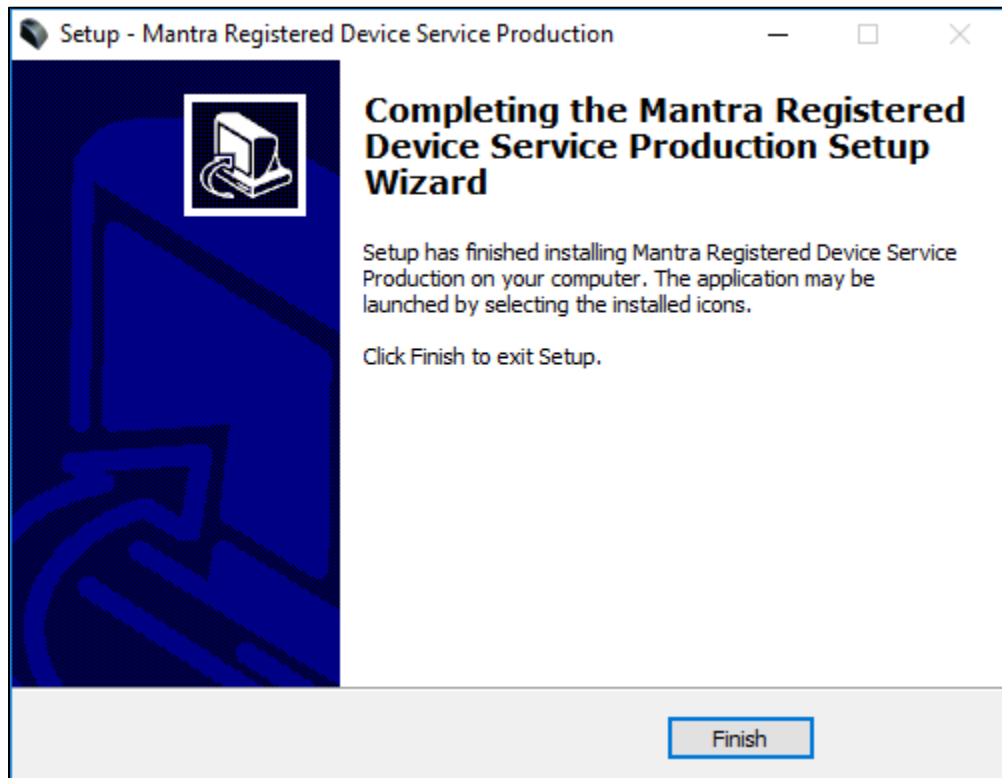 Setup - Mantra Registered Device Service Production
Completing the Mantra Registered
Device Service Production Setup
Wizard
Setup has finished installing Mantra Registered Device Service
Production on your computer. The application may be
launched by selecting the installed icons.
Click Finish to exit Setup.
Finish